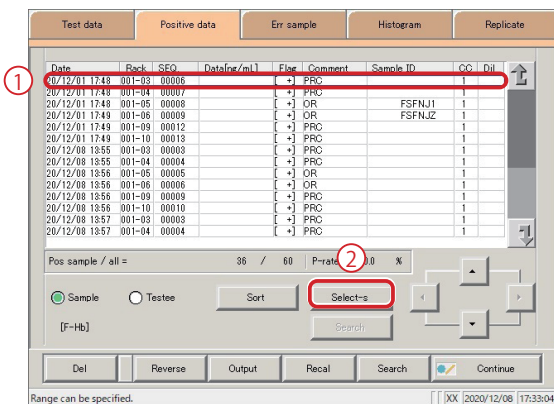 Test data Positive data Err sample Histogram Replicate
Date Rack SEQ Data[ng/mL] Flag Comment Sample ID CC Dil
1
20/12/01 17:48 001-03 00006 [ +] PRC 1
20/12/01 17:48 001-04 00007 [ +] PRC 1
20/12/01 17:48 001-05 00008 [ +] OR FSFNJ1 1
20/12/01 17:49 001-06 00009 [ +] OR FSFNJZ 1
20/12/01 17:49 001-09 00012 [ +] PRC 1
20/12/01 17:49 001-10 00013 [ +] PRC 1
20/12/08 13:55 001-03 00003 [ +] PRC 1
20/12/08 13:55 001-04 00004 [ +] PRC 1
20/12/08 13:56 001-05 00005 [ +] OR 1
20/12/08 13:56 001-06 00006 [ +] OR 1
20/12/08 13:56 001-09 00009 [ +] PRC 1
20/12/08 13:56 001-10 00010 [ +] PRC 1
20/12/08 13:57 001-03 00003 [ +] PRC 1
20/12/08 13:57 001-04 00004 [ +] PRC 1
Pos sample / all = 36 / 60 P-rate .0 %
2
Sample Testee Sort Select-s
[F-Hb] Search
Del Reverse Output Recal Search Continue
Range can be specified. XX 2020/12/08 17:33:04